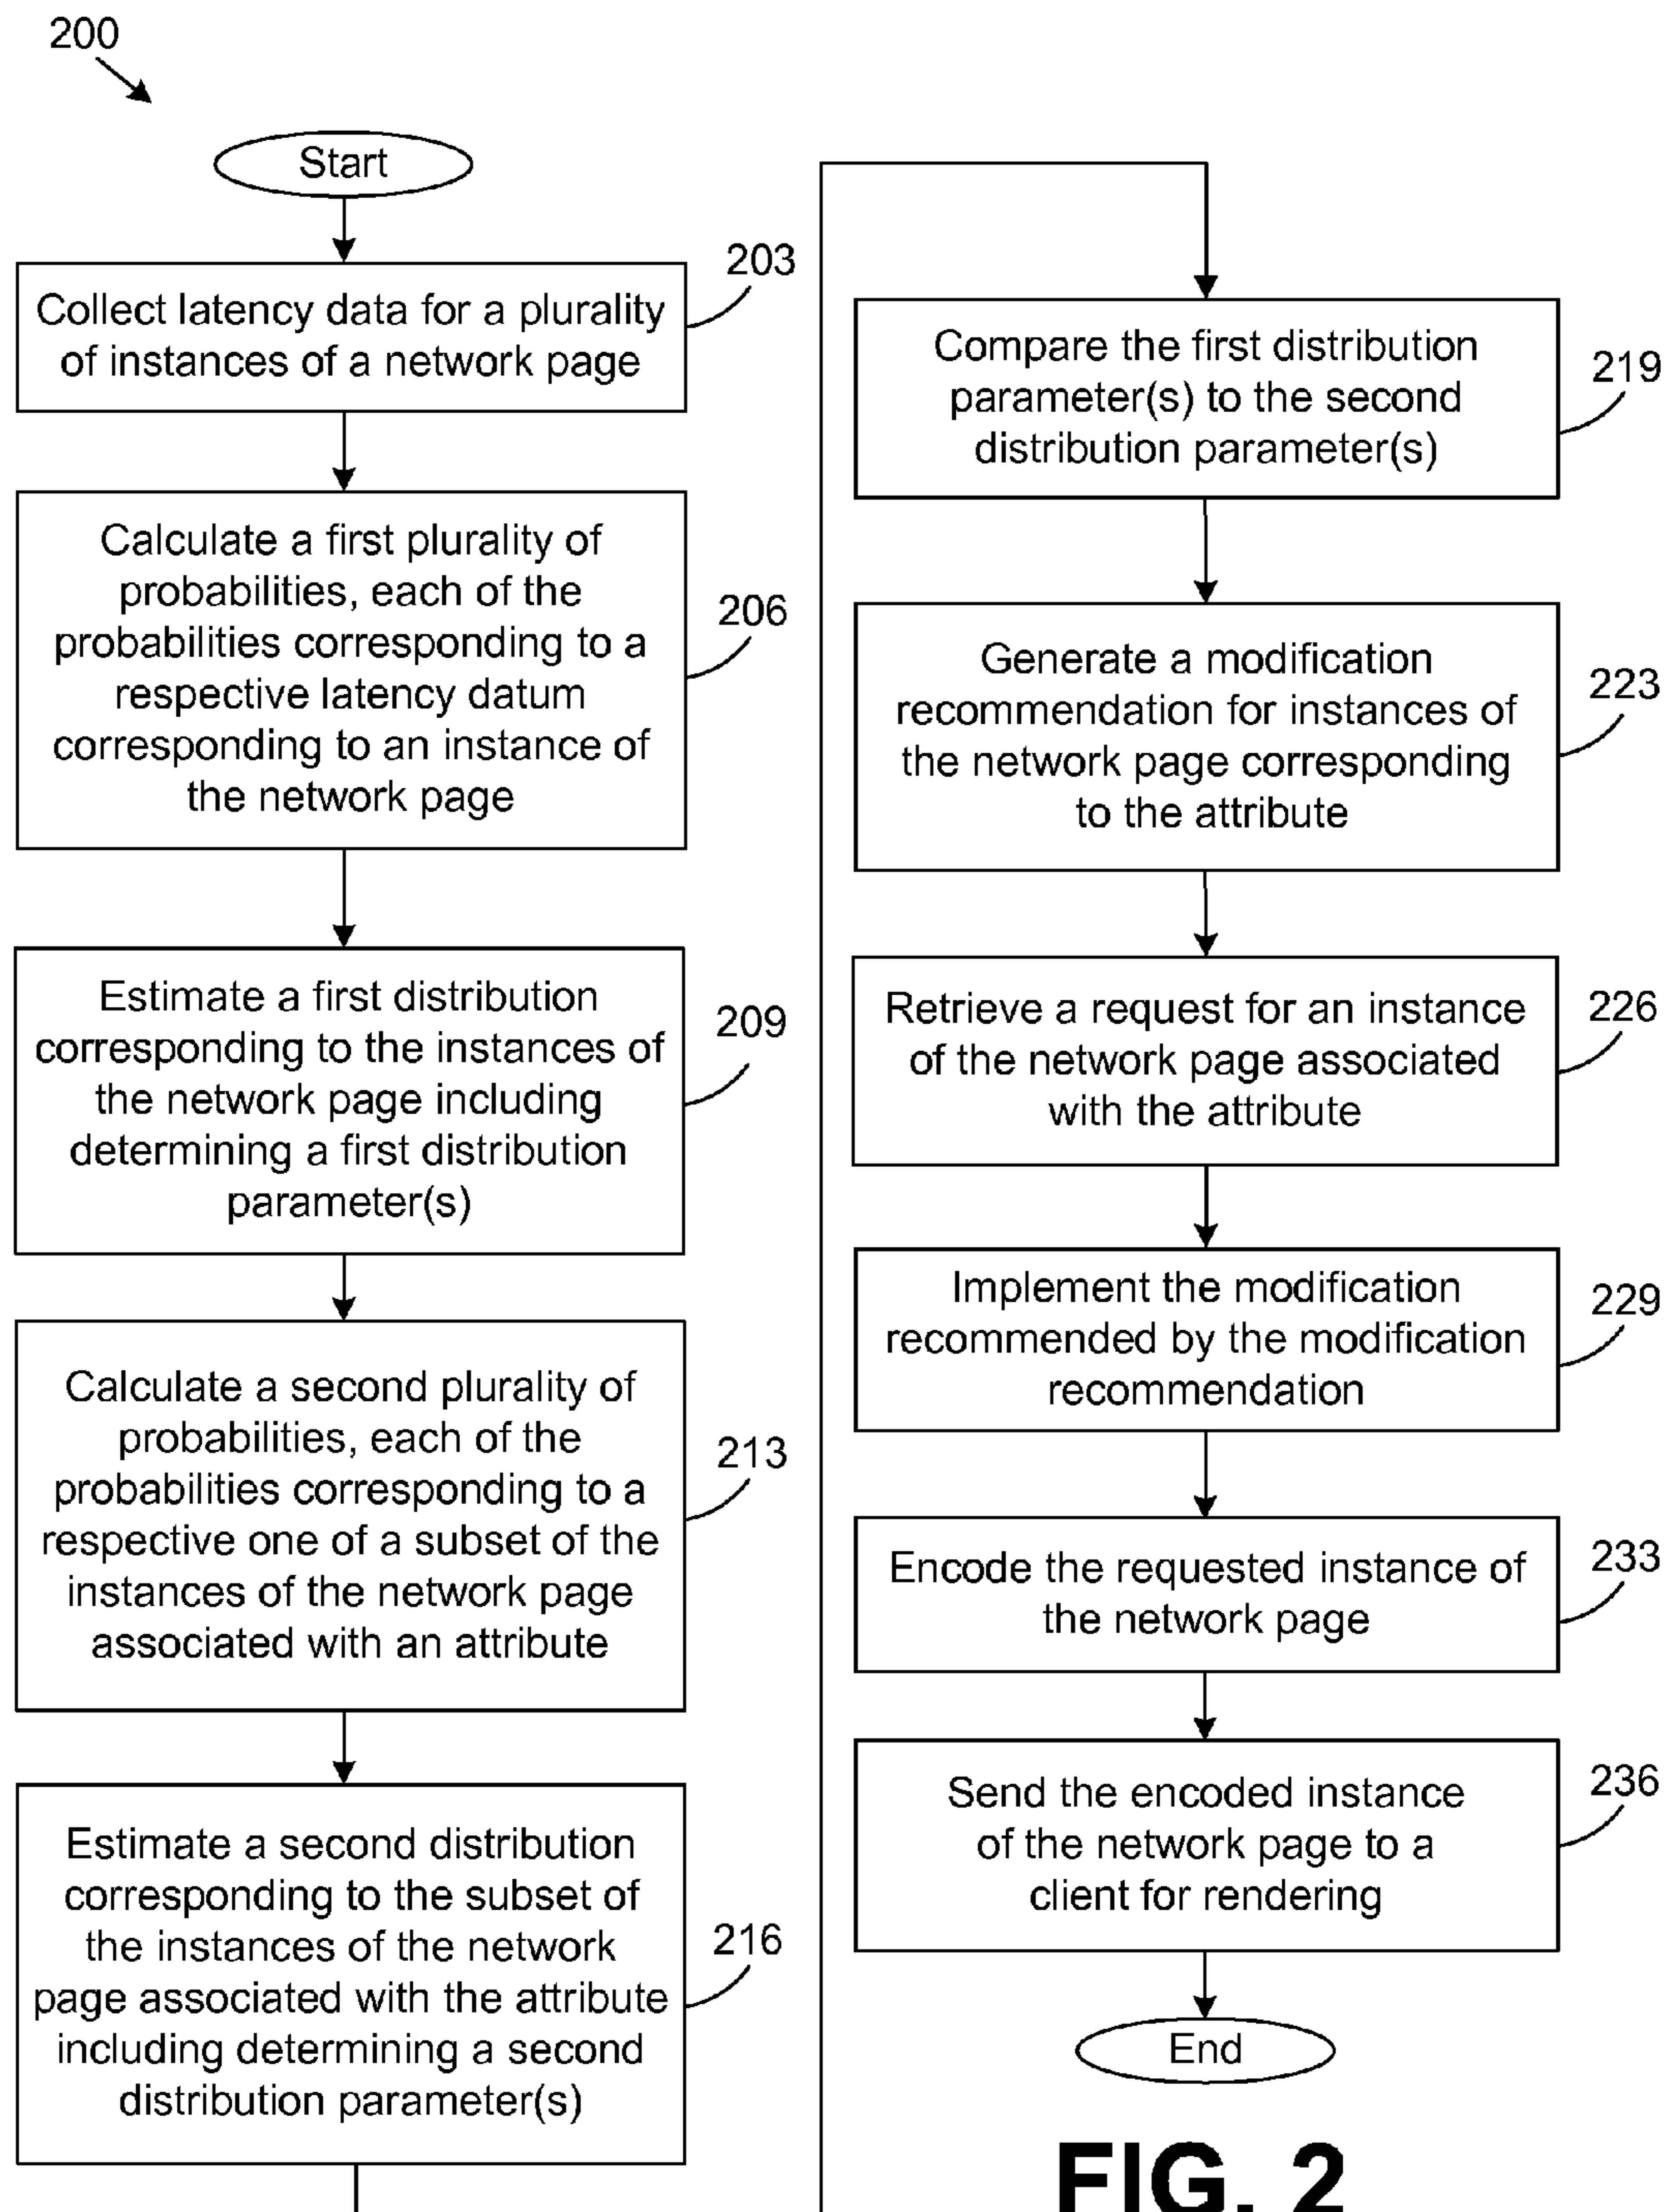 200
Start
203
Collect latency data for a plurality
of instances of a network page
Calculate a first plurality of
probabilities, each of the
probabilities corresponding to a
respective latency datum
corresponding to an instance of
the network page
206
Estimate a first distribution
corresponding to the instances of
the network page including
determining a first distribution
parameter(s)
209
Calculate a second plurality of
probabilities, each of the
probabilities corresponding to a
respective one of a subset of the
instances of the network page
associated with an attribute
213
Estimate a second distribution
corresponding to the subset of
the instances of the network
page associated with the attribute
including determining a second
distribution parameter(s)
216
Compare the first distribution
parameter(s) to the second
distribution parameter(s)
219
Generate a modification
recommendation for instances of
the network page corresponding
to the attribute
223
Retrieve a request for an instance
of the network page associated
with the attribute
226
Implement the modification
recommended by the modification
recommendation
229
Encode the requested instance of
the network page
233
Send the encoded instance
of the network page to a
client for rendering
236
End
FIG. 2